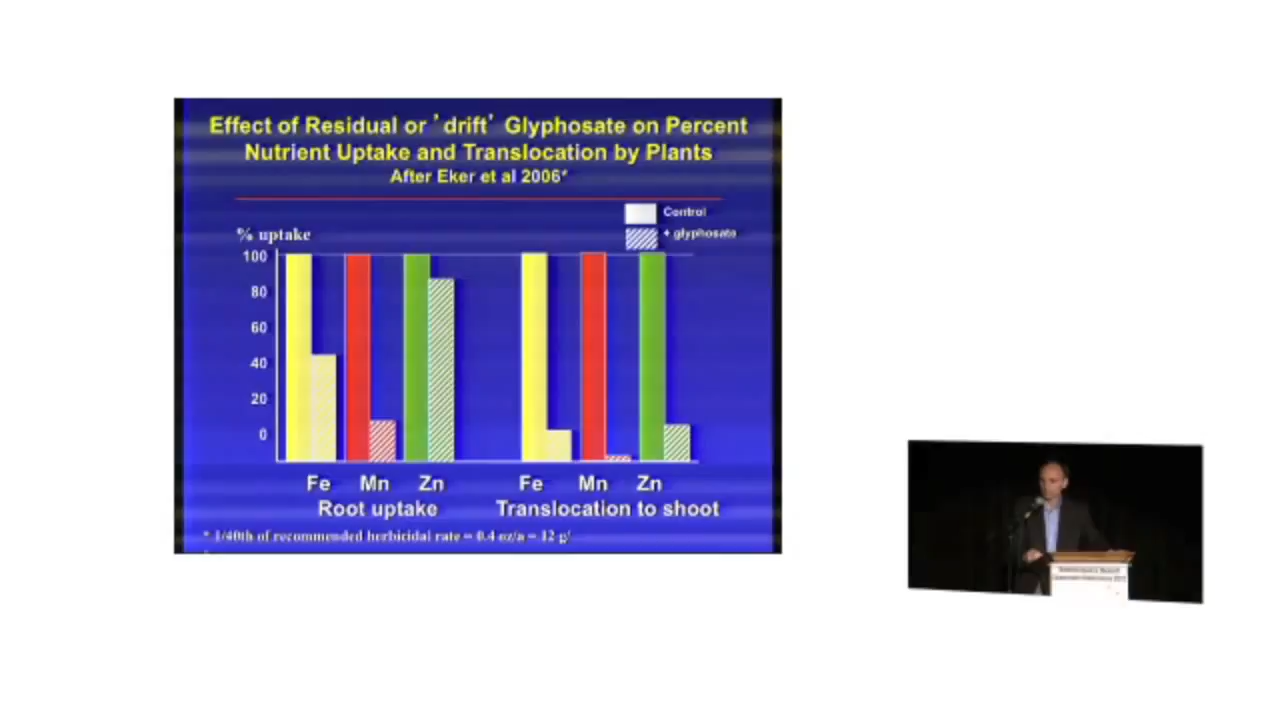 Effect of Residual or 'drift' Glyphosate on Percent
Nutrient Uptake and Translocation by Plants
After Eker et al 2006*
Control
+ glyphosate
% uptake
100
80
60
40
20
0
Fe Mn Zn Fe Mn Zn
Root uptake Translocation to shoot
* 1/40th of recommended herbicidal rate = 0.4 oz/a = 12 g/